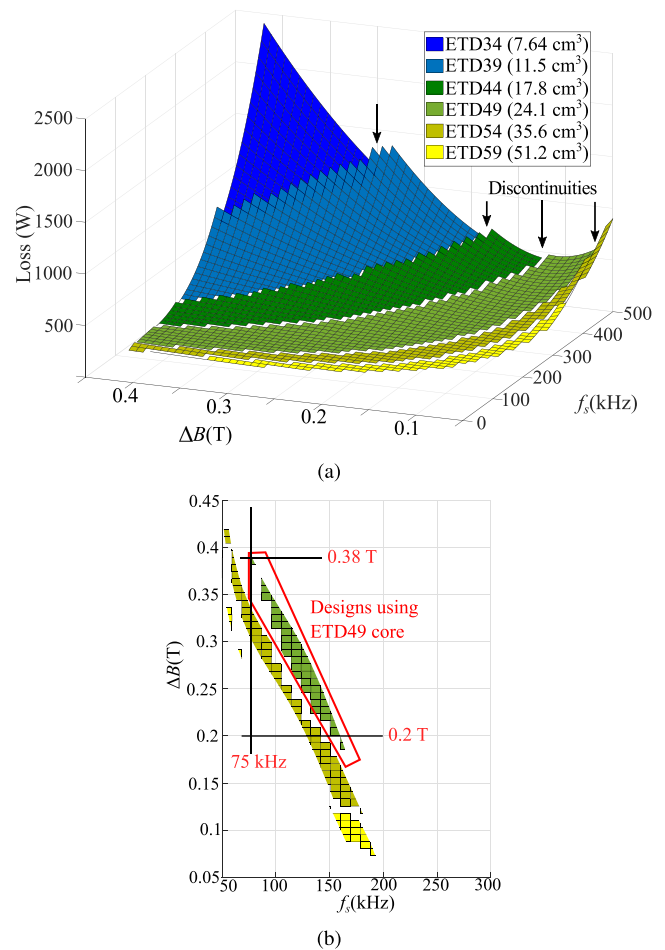 ETD34 (7.64 cm³)
ETD39 (11.5 cm³)
ETD44 (17.8 cm³)
ETD49 (24.1 cm³)
ETD54 (35.6 cm³)
ETD59 (51.2 cm³)
Discontinuities
2500
2000
1500
1000
500
Loss (W)
0.4
0.3
0.2
0.1
ΔB(T)
0
100
200
300
400
500
fs(kHz)
(a)
0.45
0.4
0.35
0.3
0.25
0.2
0.15
0.1
0.05
ΔB(T)
0.38 T
Designs using
ETD49 core
0.2 T
75 kHz
50
100
150
200
250
300
fs(kHz)
(b)